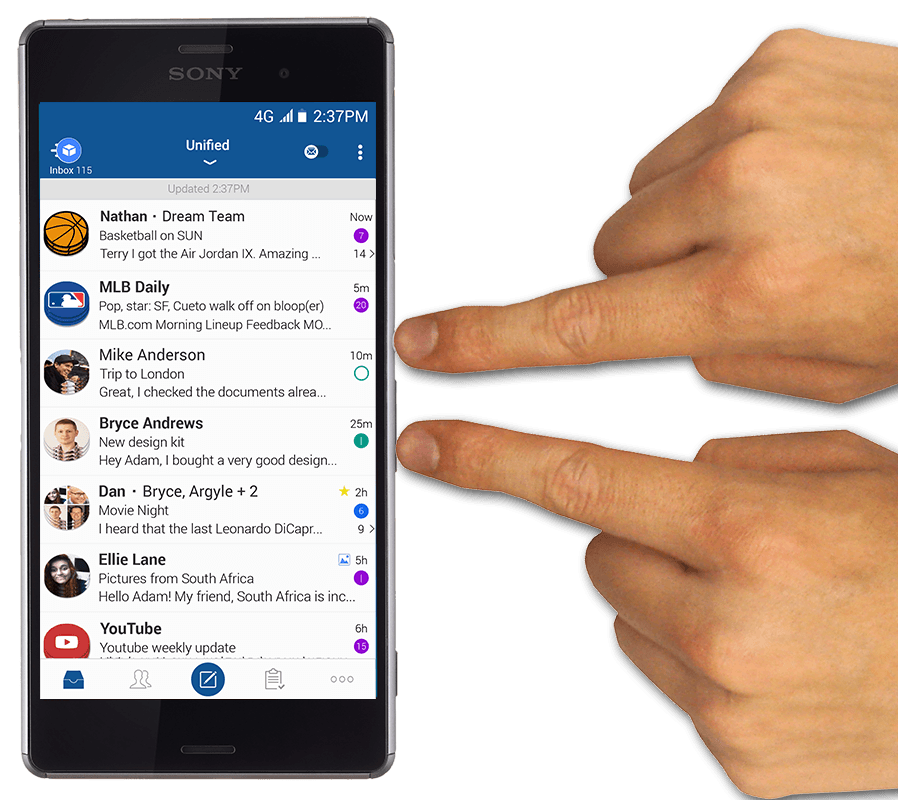 SONY
4G 2:37PM
Unified
Inbox 115
Updated 2:37PM
Nathan · Dream Team Now
Basketball on SUN 7
Terry I got the Air Jordan IX. Amazing ... 14 >
MLB Daily 5m
Pop, star: SF, Cueto walk off on bloop(er) 20
MLB.com Morning Lineup Feedback MO...
Mike Anderson 10m
Trip to London
Great, I checked the documents alrea...
Bryce Andrews 25m
New design kit 1
Hey Adam, I bought a very good design...
Dan · Bryce, Argyle + 2 2h
Movie Night 6
I heard that the last Leonardo DiCapr... 9 >
Ellie Lane 5h
Pictures from South Africa 1
Hello Adam! My friend, South Africa is inc...
YouTube 6h
Youtube weekly update 15